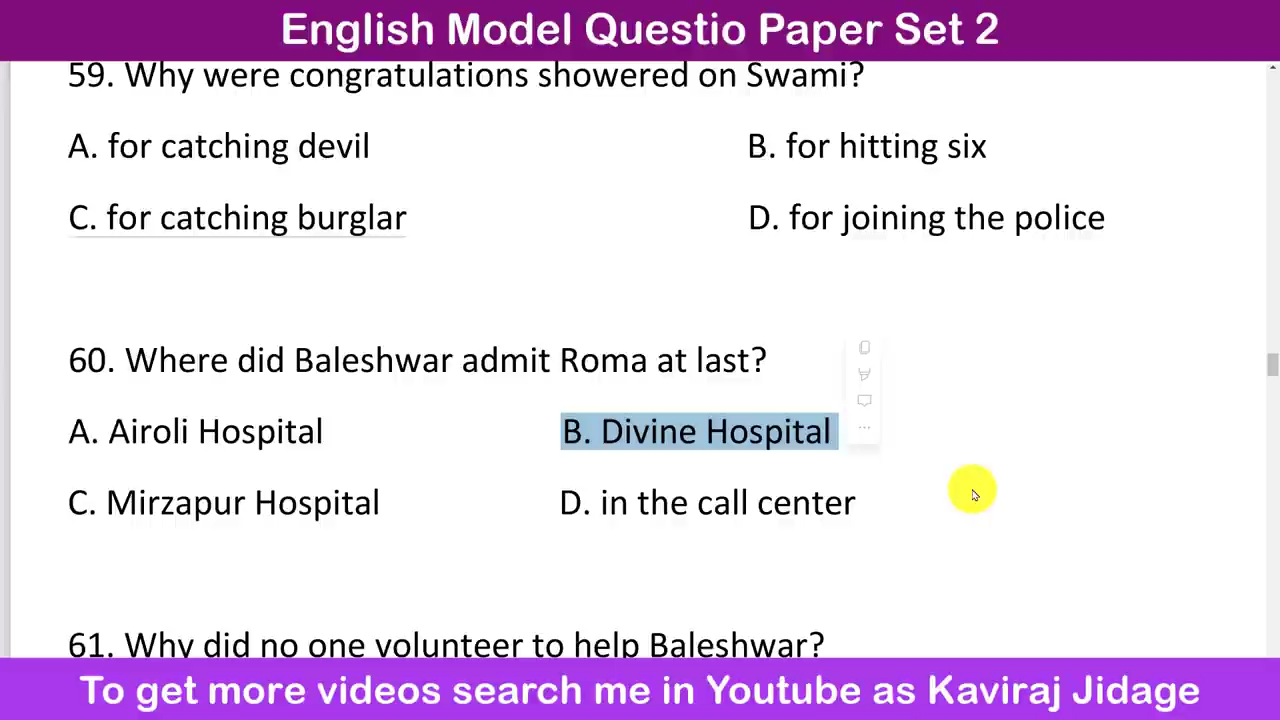 English Model Questio Paper Set 2
59. Why were congratulations showered on Swami?
A. for catching devil B. for hitting six
C. for catching burglar D. for joining the police
60. Where did Baleshwar admit Roma at last?
A. Airoli Hospital B. Divine Hospital
C. Mirzapur Hospital D. in the call center
61. Why did no one volunteer to help Baleshwar?
To get more videos search me in Youtube as Kaviraj Jidage